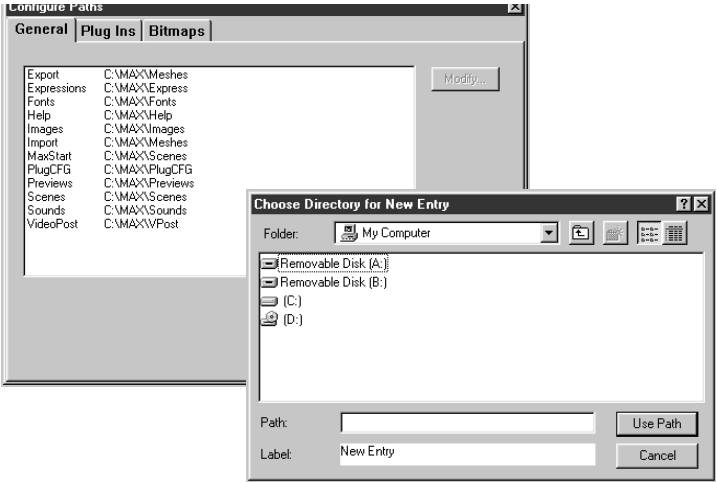 Configure Paths
General Plug Ins Bitmaps
Export C:\MAX\Meshes
Expressions C:\MAX\Express
Fonts C:\MAX\Fonts
Help C:\MAX\Help
Images C:\MAX\Images
Import C:\MAX\Meshes
MaxStart C:\MAX\Scenes
PlugCFG C:\MAX\PlugCFG
Previews C:\MAX\Previews
Scenes C:\MAX\Scenes
Sounds C:\MAX\Sounds
VideoPost C:\MAX\VPost
Modify...
Choose Directory for New Entry
Folder: My Computer
Removable Disk (A:)
Removable Disk (B:)
(C:)
(D:)
Path:
Use Path
Label: New Entry
Cancel